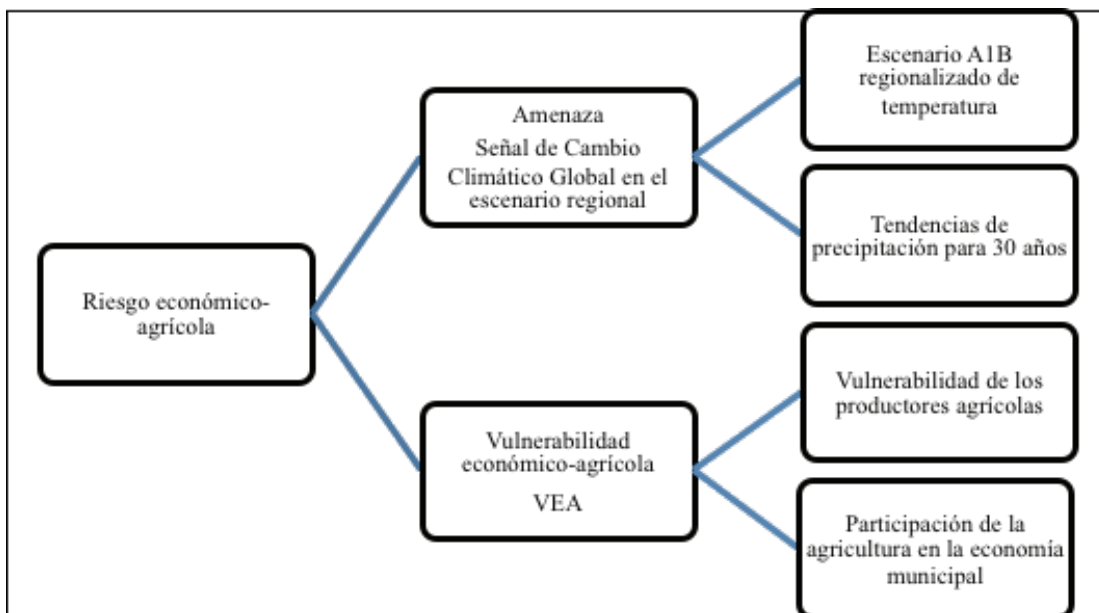 Riesgo económico-
agrícola
Amenaza
Señal de Cambio
Climático Global en el
escenario regional
Escenario A1B
regionalizado de
temperatura
Tendencias de
precipitación para 30 años
Vulnerabilidad
económico-agrícola
VEA
Vulnerabilidad de los
productores agrícolas
Participación de la
agricultura en la economía
municipal